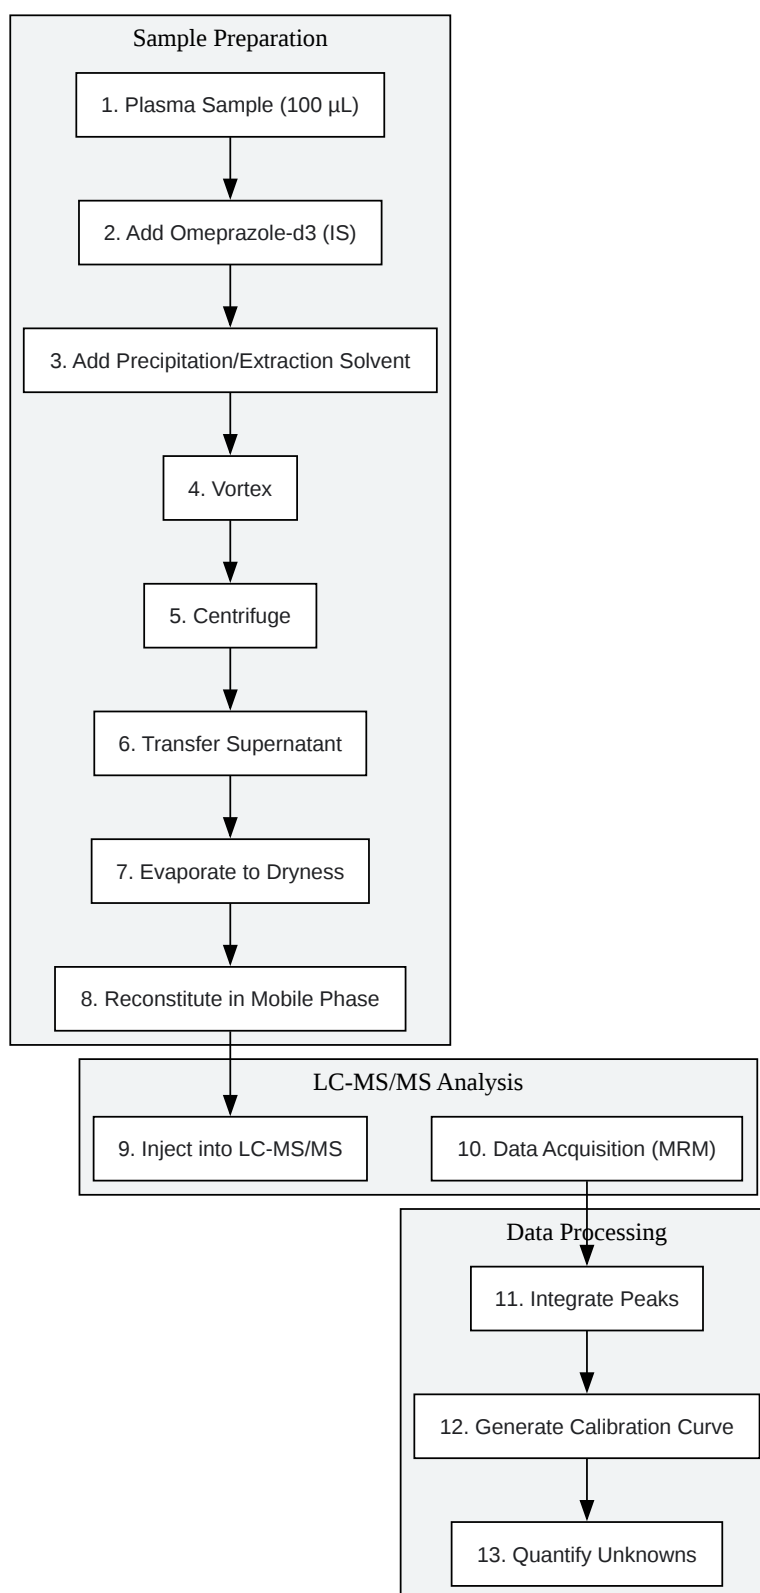 Sample Preparation
1. Plasma Sample (100 µL)
2. Add Omeprazole-d3 (IS)
3. Add Precipitation/Extraction Solvent
4. Vortex
5. Centrifuge
6. Transfer Supernatant
7. Evaporate to Dryness
8. Reconstitute in Mobile Phase
LC-MS/MS Analysis
9. Inject into LC-MS/MS
10. Data Acquisition (MRM)
Data Processing
11. Integrate Peaks
12. Generate Calibration Curve
13. Quantify Unknowns